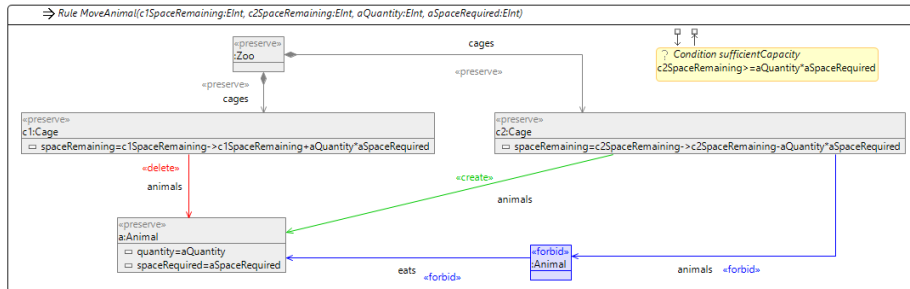 Rule MoveAnimal(c1SpaceRemaining:EInt, c2SpaceRemaining:EInt, aQuantity:EInt, aSpaceRequired:EInt)
«preserve»
:Zoo
cages
«preserve»
? Condition sufficientCapacity
c2SpaceRemaining>=aQuantity*aSpaceRequired
«preserve»
cages
«preserve»
c1:Cage
spaceRemaining=c1SpaceRemaining->c1SpaceRemaining+aQuantity*aSpaceRequired
«preserve»
c2:Cage
spaceRemaining=c2SpaceRemaining->c2SpaceRemaining-aQuantity*aSpaceRequired
«delete»
animals
«create»
animals
«preserve»
a:Animal
quantity=aQuantity
spaceRequired=aSpaceRequired
eats
«forbid»
«forbid»
:Animal
animals «forbid»